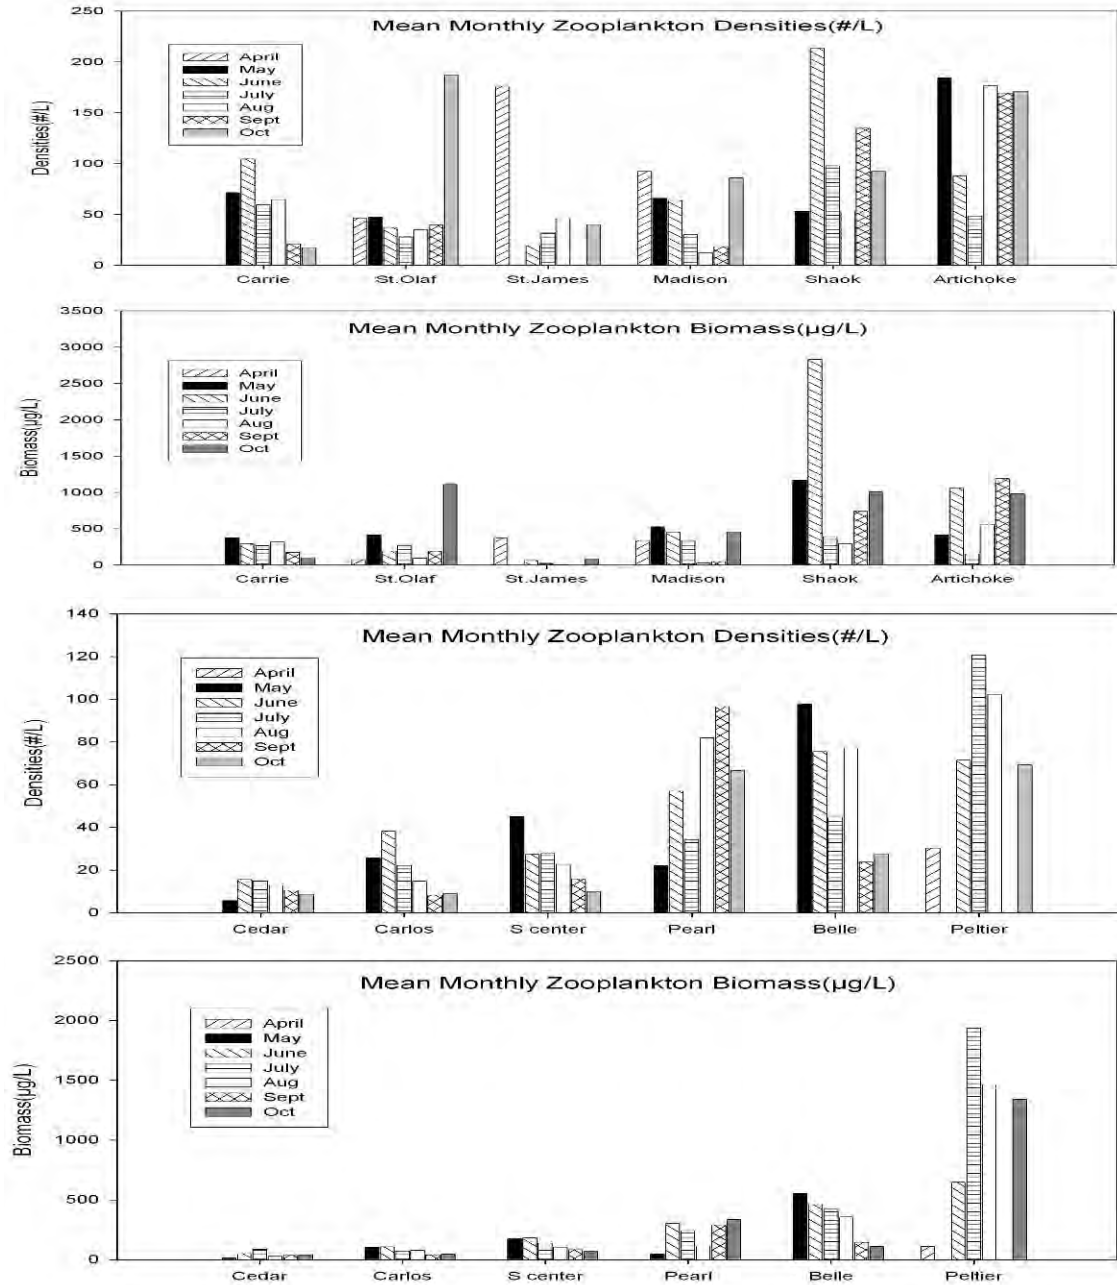 Mean Monthly Zooplankton Densities(#/L)
250
200
150
100
50
0
Densities(#/L)
April
May
June
July
Aug
Sept
Oct
Carrie St.Olaf St.James Madison Shaok Artichoke
Mean Monthly Zooplankton Biomass(µg/L)
3500
3000
2500
2000
1500
1000
500
0
Biomass(µg/L)
April
May
June
July
Aug
Sept
Oct
Carrie St.Olaf St.James Madison Shaok Artichoke
Mean Monthly Zooplankton Densities(#/L)
140
120
100
80
60
40
20
0
Densities(#/L)
April
May
June
July
Aug
Sept
Oct
Cedar Carlos S center Pearl Belle Peltier
Mean Monthly Zooplankton Biomass(µg/L)
2500
2000
1500
1000
500
0
Biomass(µg/L)
April
May
June
July
Aug
Sept
Oct
Cedar Carlos S center Pearl Belle Peltier